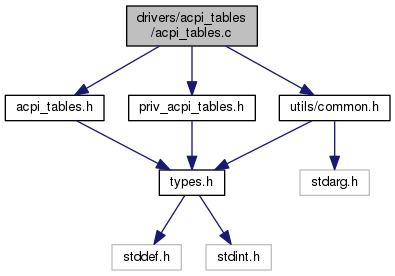 drivers/acpi_tables
/acpi_tables.c
acpi_tables.h
priv_acpi_tables.h
utils/common.h
types.h
stdarg.h
stddef.h
stdint.h